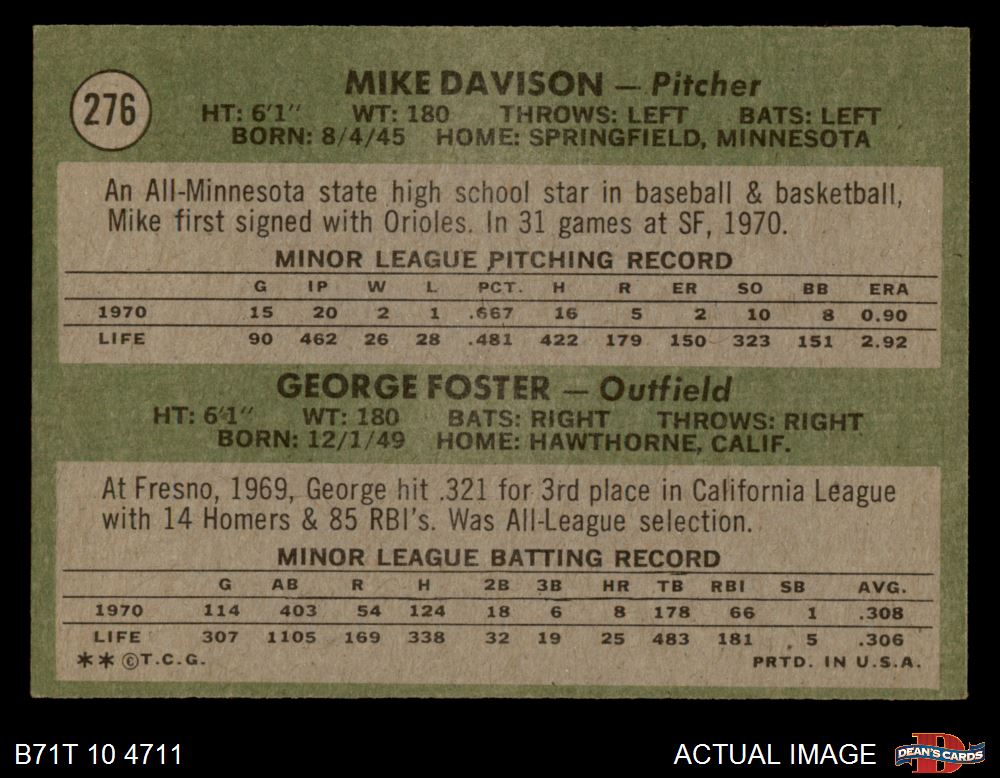 276
MIKE DAVISON — Pitcher
HT: 6'1" WT: 180 THROWS: LEFT BATS: LEFT
BORN: 8/4/45 HOME: SPRINGFIELD, MINNESOTA
An All-Minnesota state high school star in baseball & basketball,
Mike first signed with Orioles. In 31 games at SF, 1970.
MINOR LEAGUE PITCHING RECORD
G IP W L PCT. H R ER SO BB ERA
1970 15 20 2 1 .667 16 5 2 10 8 0.90
LIFE 90 462 26 28 .481 422 179 150 323 151 2.92
GEORGE FOSTER — Outfield
HT: 6'1" WT: 180 BATS: RIGHT THROWS: RIGHT
BORN: 12/1/49 HOME: HAWTHORNE, CALIF.
At Fresno, 1969, George hit .321 for 3rd place in California League
with 14 Homers & 85 RBI's. Was All-League selection.
MINOR LEAGUE BATTING RECORD
G AB R H 2B 3B HR TB RBI SB AVG.
1970 114 403 54 124 18 6 8 178 66 1 .308
LIFE 307 1105 169 338 32 19 25 483 181 5 .306
**©T.C.G. PRTD. IN U.S.A.
B71T 10 4711 ACTUAL IMAGE DEAN'S CARDS